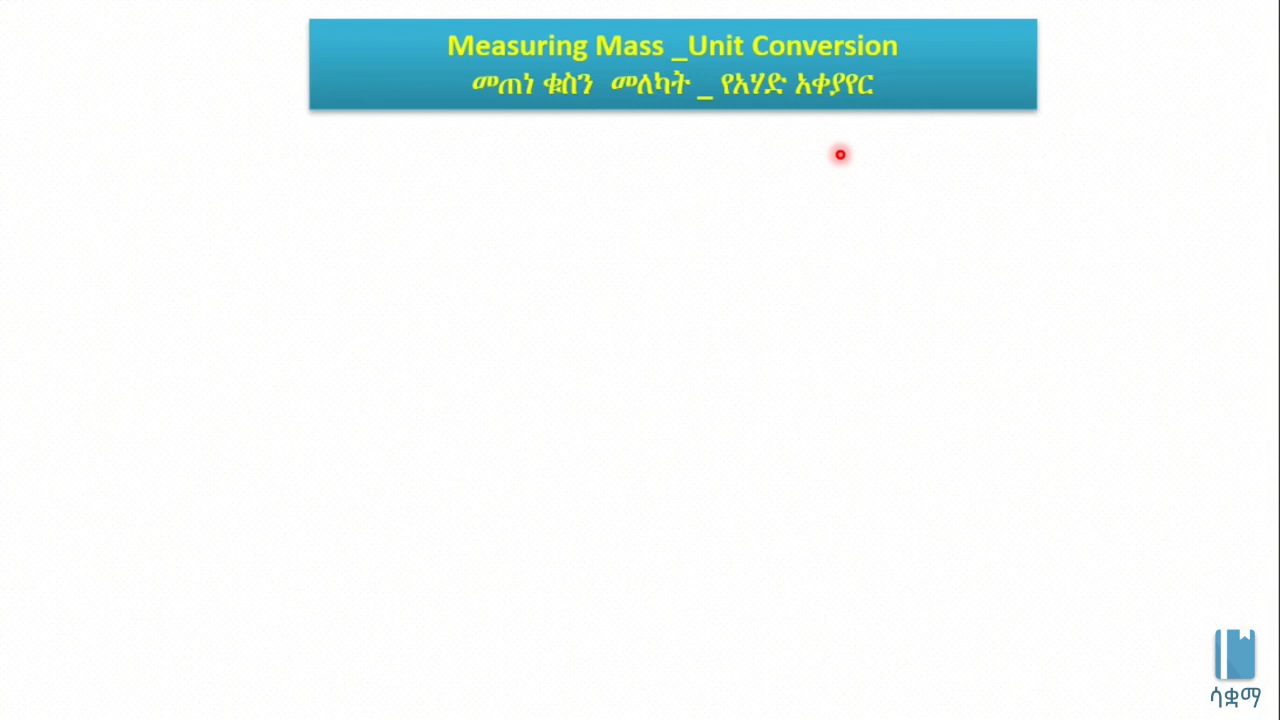 Measuring Mass _Unit Conversion
መጠነ ቁስን መለካት _ የአሃድ አቀያየር
ሳቋማ